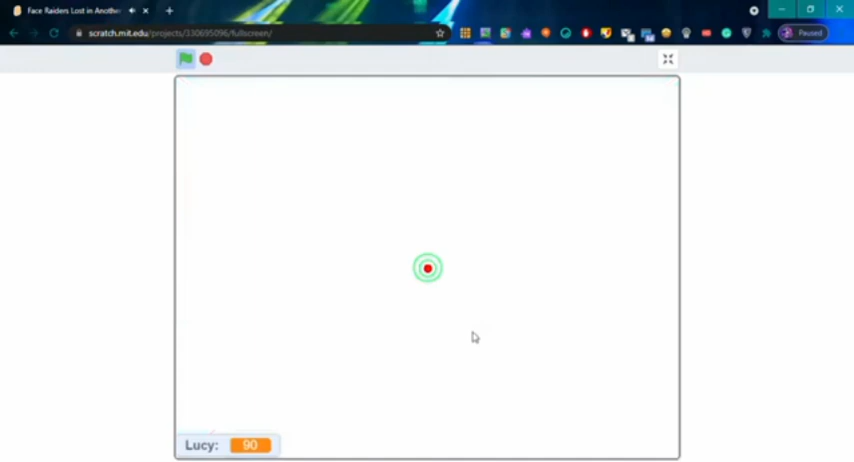 Face Raiders Lost in Anothe
scratch.mit.edu/projects/330695096/fullscreen/
Paused
Lucy: 90